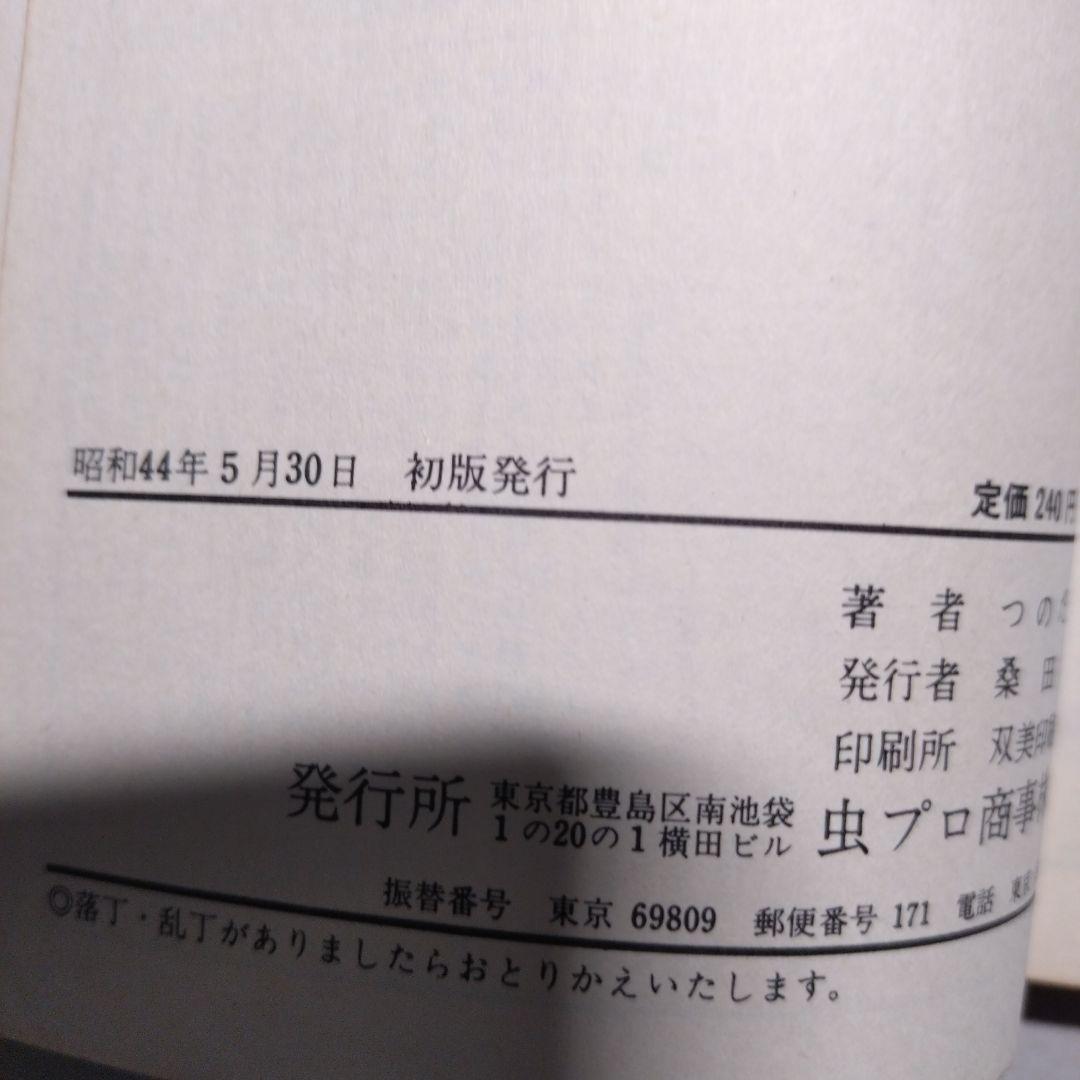 昭和44年5月30日　初版発行
定価 240円
著　者　つのだ
発行者　桑　田
印刷所　双美印刷
発行所　東京都豊島区南池袋
1の20の1 横田ビル　虫プロ商事株
振替番号　東京 69809　郵便番号 171　電話　東京
◎落丁・乱丁がありましたらおとりかえいたします。